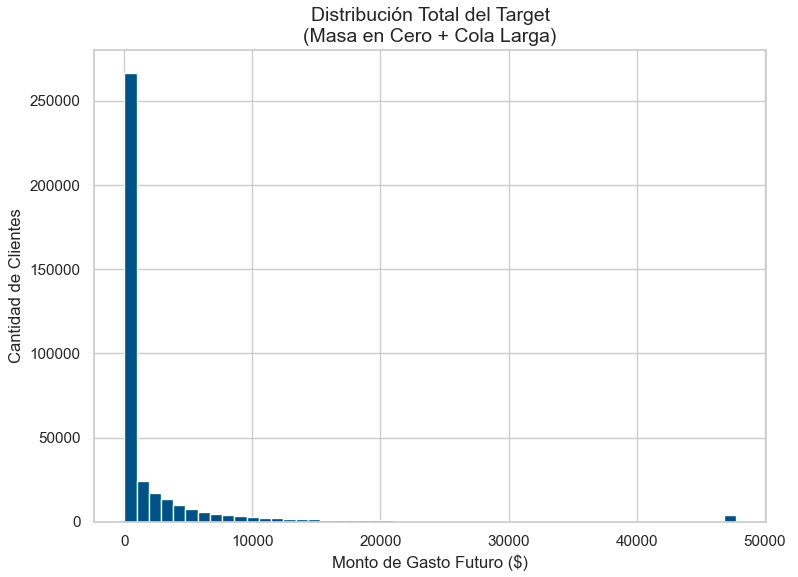 Distribución Total del Target
(Masa en Cero + Cola Larga)
Cantidad de Clientes
250000
200000
150000
100000
50000
0
0 10000 20000 30000 40000 50000
Monto de Gasto Futuro ($)